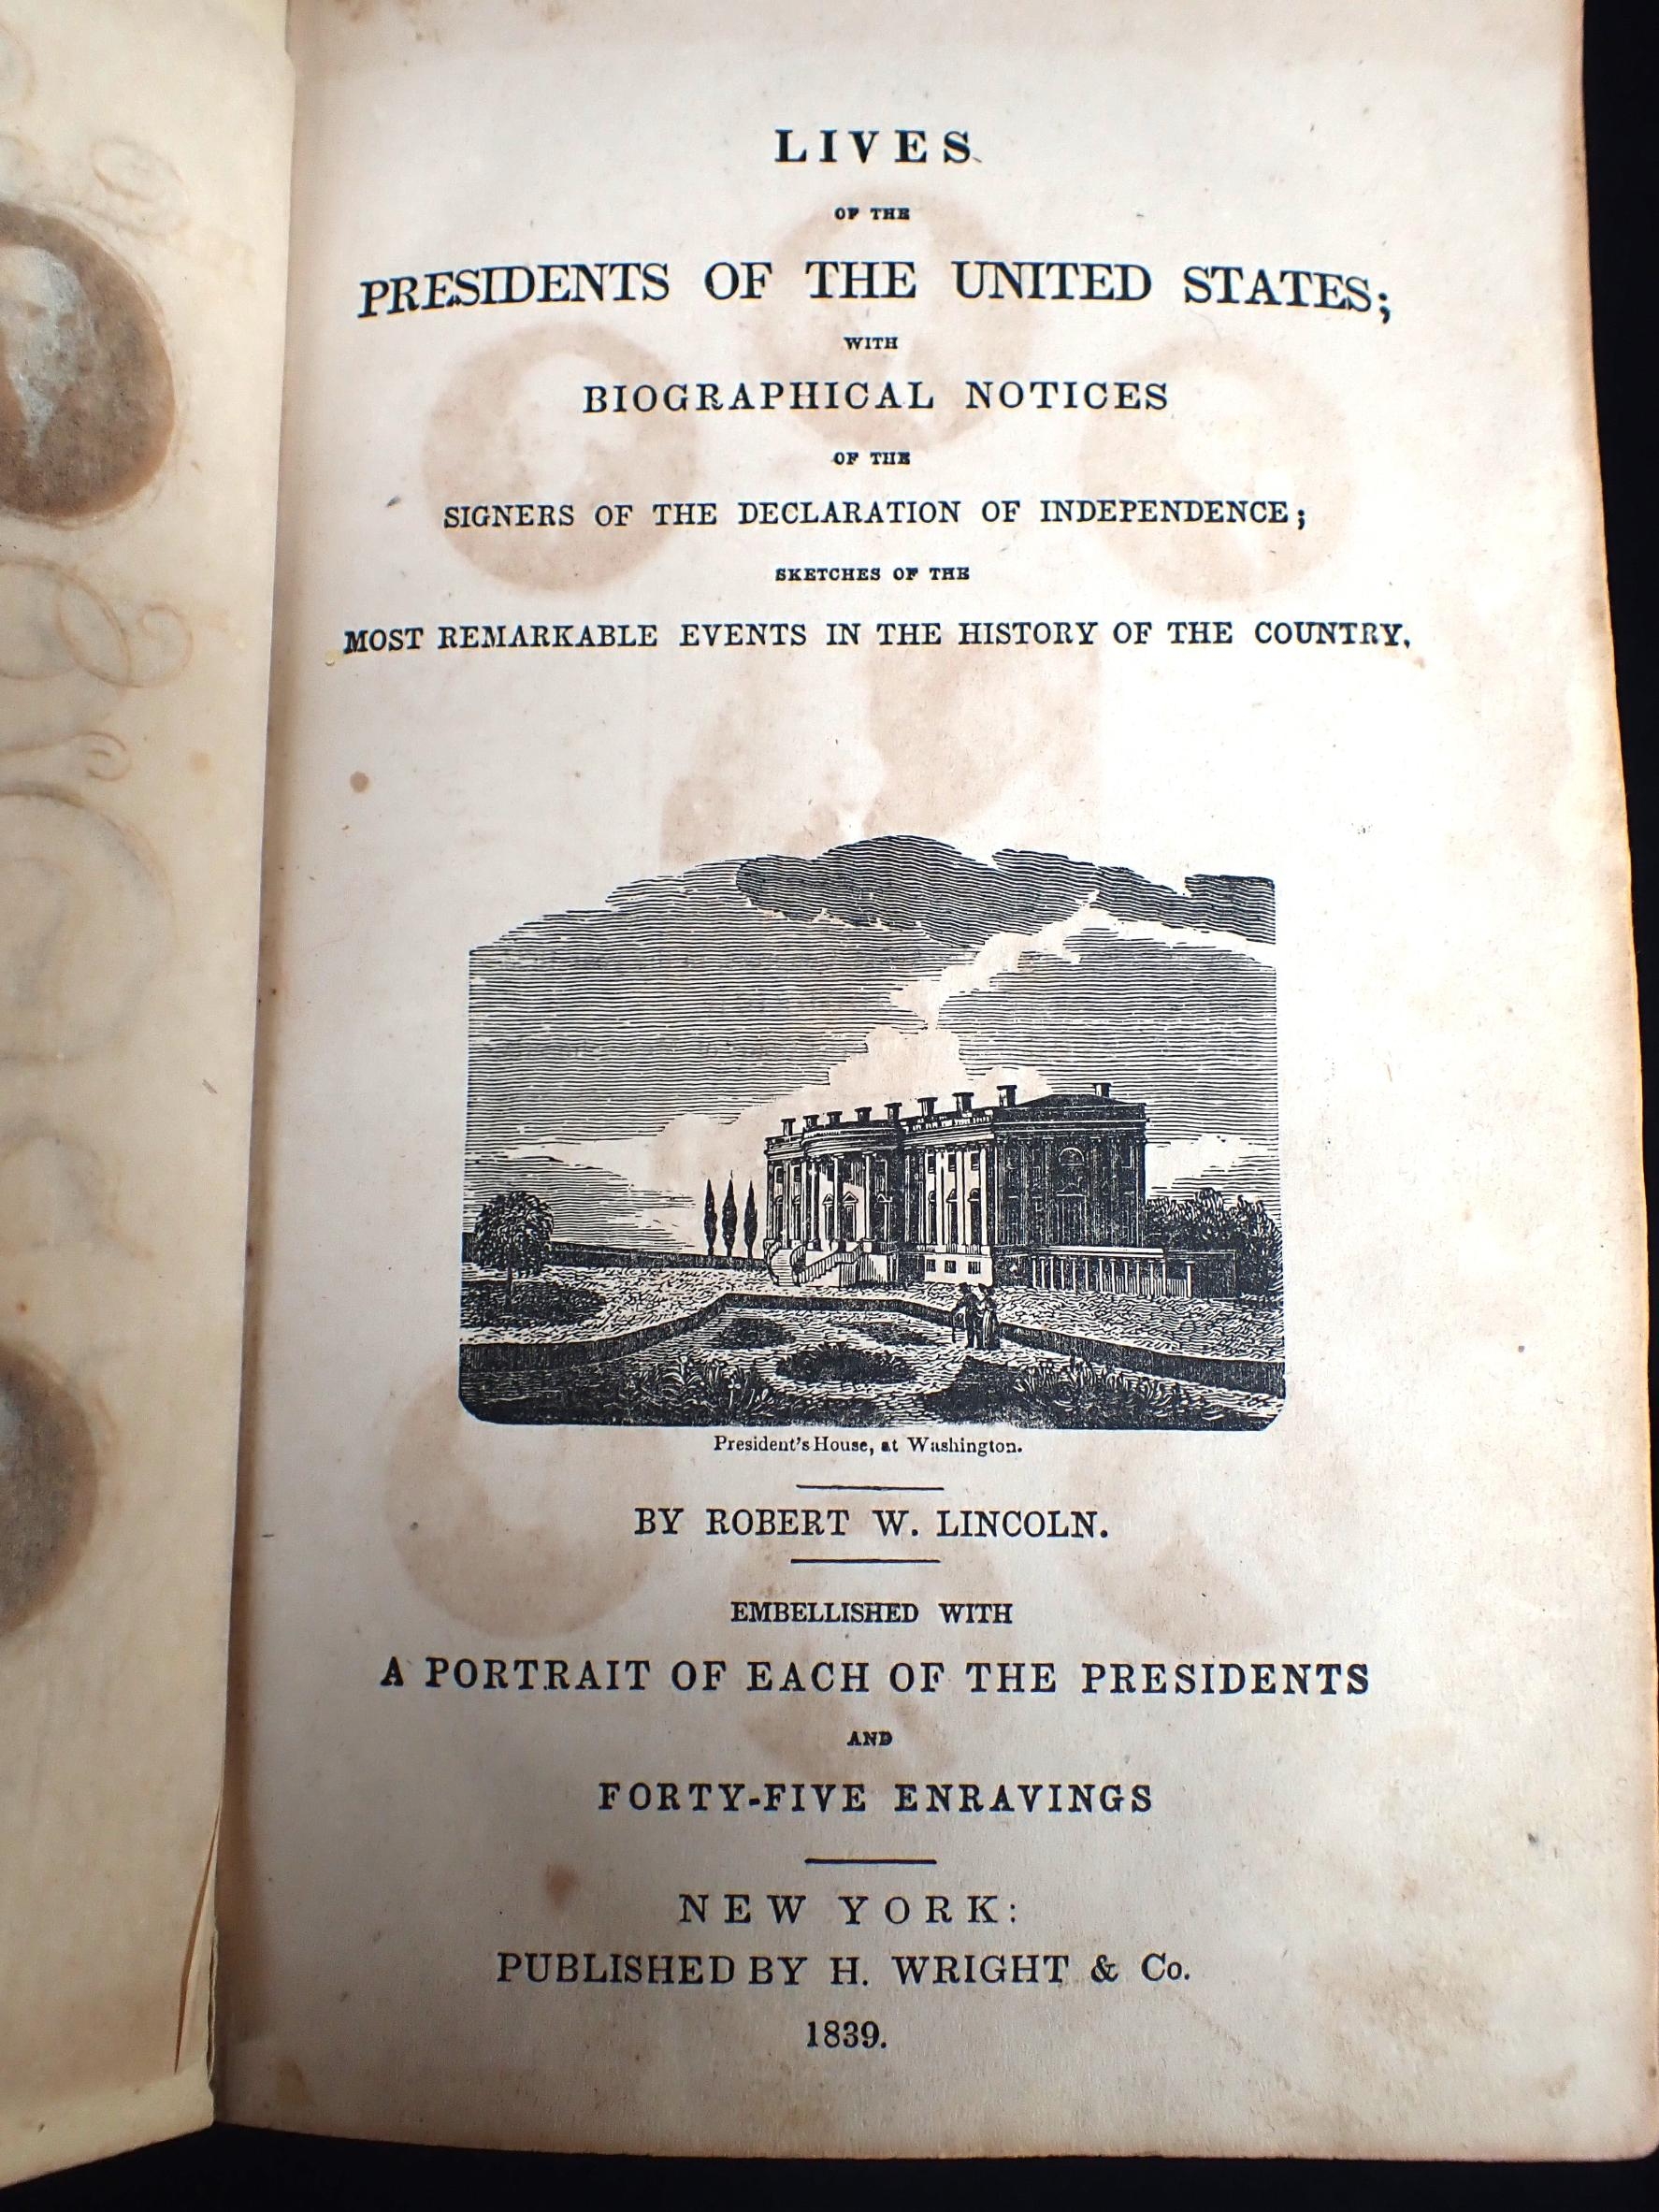 LIVES
OF THE
PRESIDENTS OF THE UNITED STATES;
WITH
BIOGRAPHICAL NOTICES
OF THE
SIGNERS OF THE DECLARATION OF INDEPENDENCE;
SKETCHES OF THE
MOST REMARKABLE EVENTS IN THE HISTORY OF THE COUNTRY.
President's House, at Washington.
BY ROBERT W. LINCOLN.
EMBELLISHED WITH
A PORTRAIT OF EACH OF THE PRESIDENTS
AND
FORTY-FIVE ENRAVINGS
NEW YORK:
PUBLISHED BY H. WRIGHT & Co.
1839.